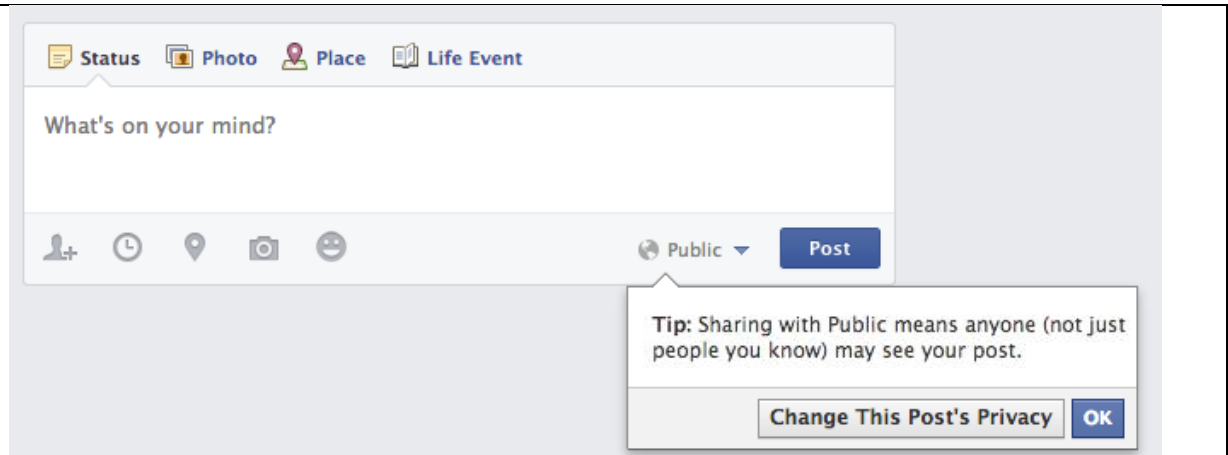 Status Photo Place Life Event
What's on your mind?
Public Post
Tip: Sharing with Public means anyone (not just
people you know) may see your post.
Change This Post's Privacy OK